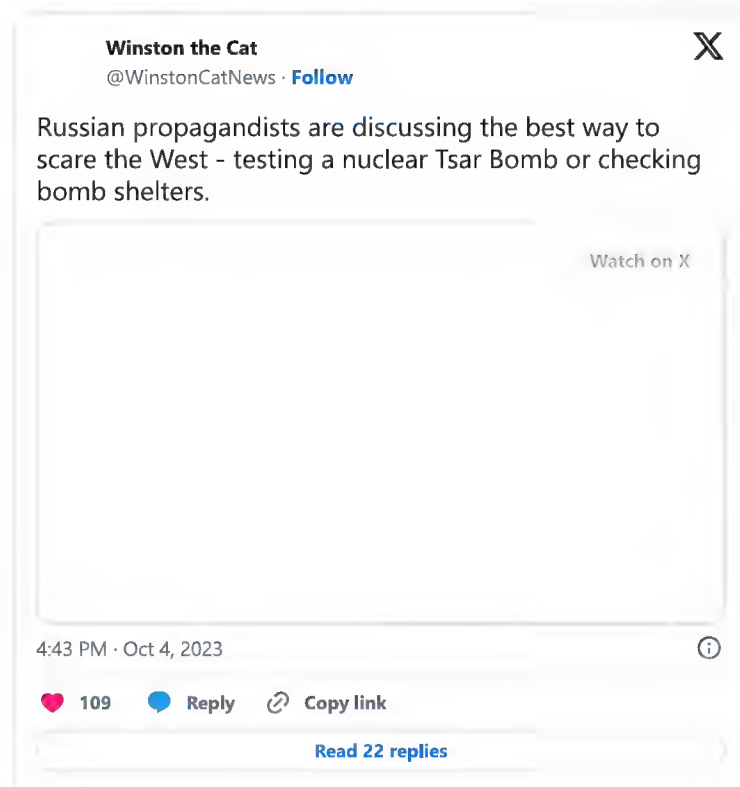 Winston the Cat
@WinstonCatNews · Follow
Russian propagandists are discussing the best way to
scare the West - testing a nuclear Tsar Bomb or checking
bomb shelters.
Watch on X
4:43 PM · Oct 4, 2023
109 Reply Copy link
Read 22 replies